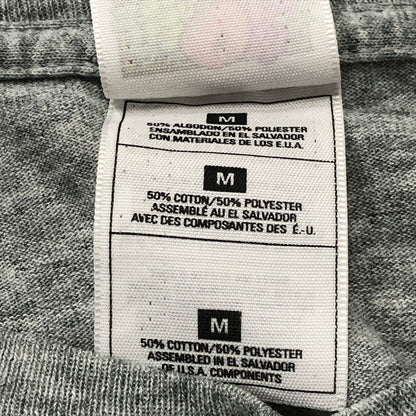 M
50% ALGODON/50% POLIESTER
ENSAMBLADO EN EL SALVADOR
CON MATERIALES DE LOS E.U.A.
M
50% COTON/50% POLYESTER
ASSEMBLÉ AU EL SALVADOR
AVEC DES COMPOSANTES DES É.-U.
M
50% COTTON/50% POLYESTER
ASSEMBLED IN EL SALVADOR
OF U.S.A. COMPONENTS